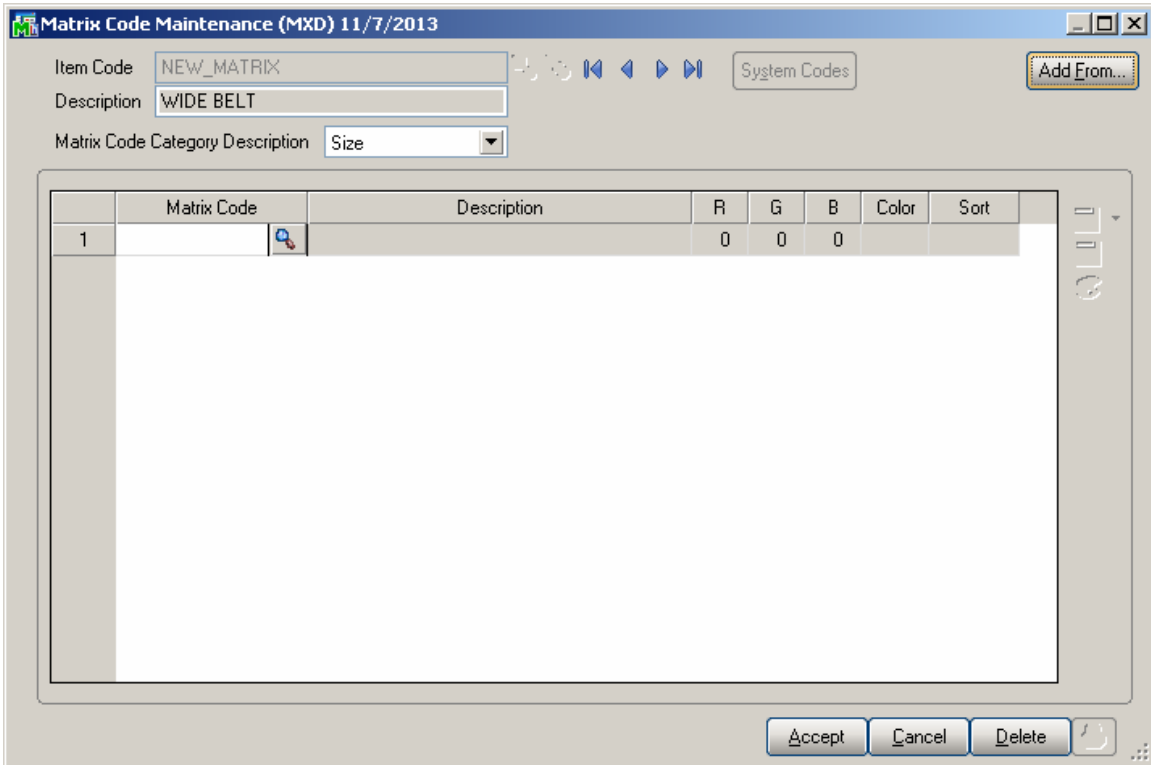 Matrix Code Maintenance (MXD) 11/7/2013
Item Code NEW_MATRIX System Codes Add From...
Description WIDE BELT
Matrix Code Category Description Size
Matrix Code Description R G B Color Sort
1 0 0 0
Accept Cancel Delete